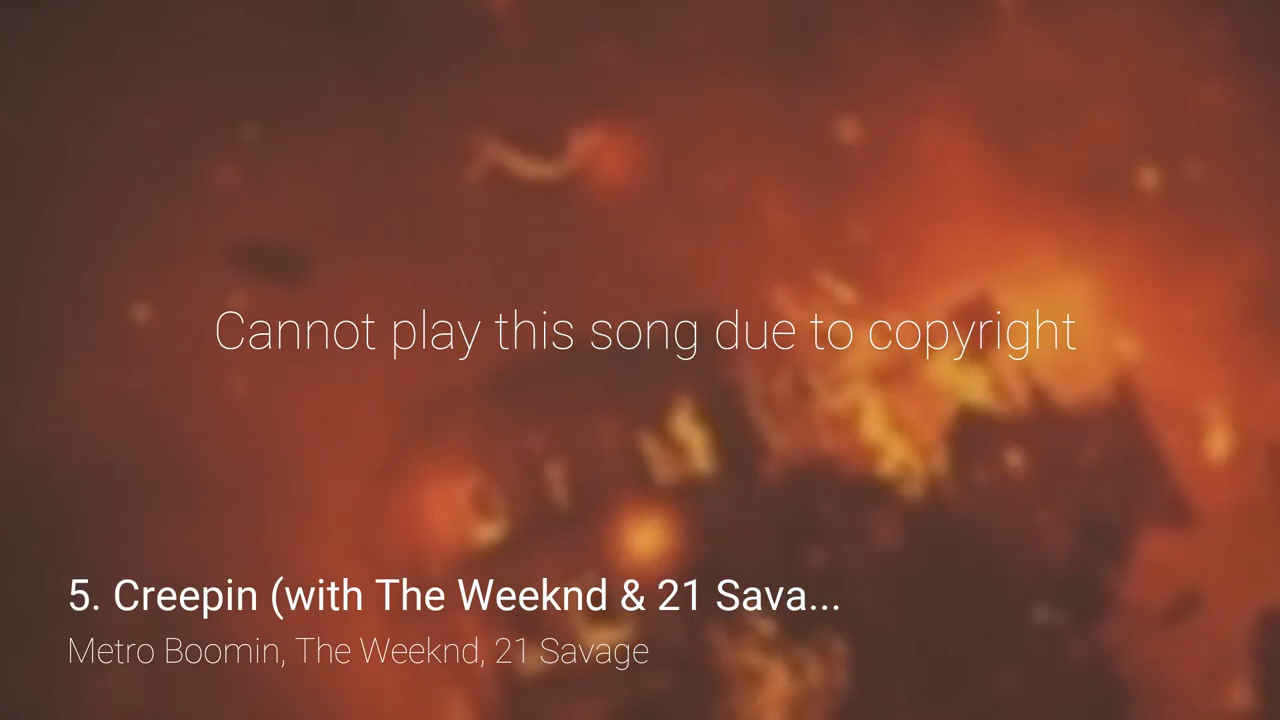 Cannot play this song due to copyright
5. Creepin (with The Weeknd & 21 Sava...
Metro Boomin, The Weeknd, 21 Savage